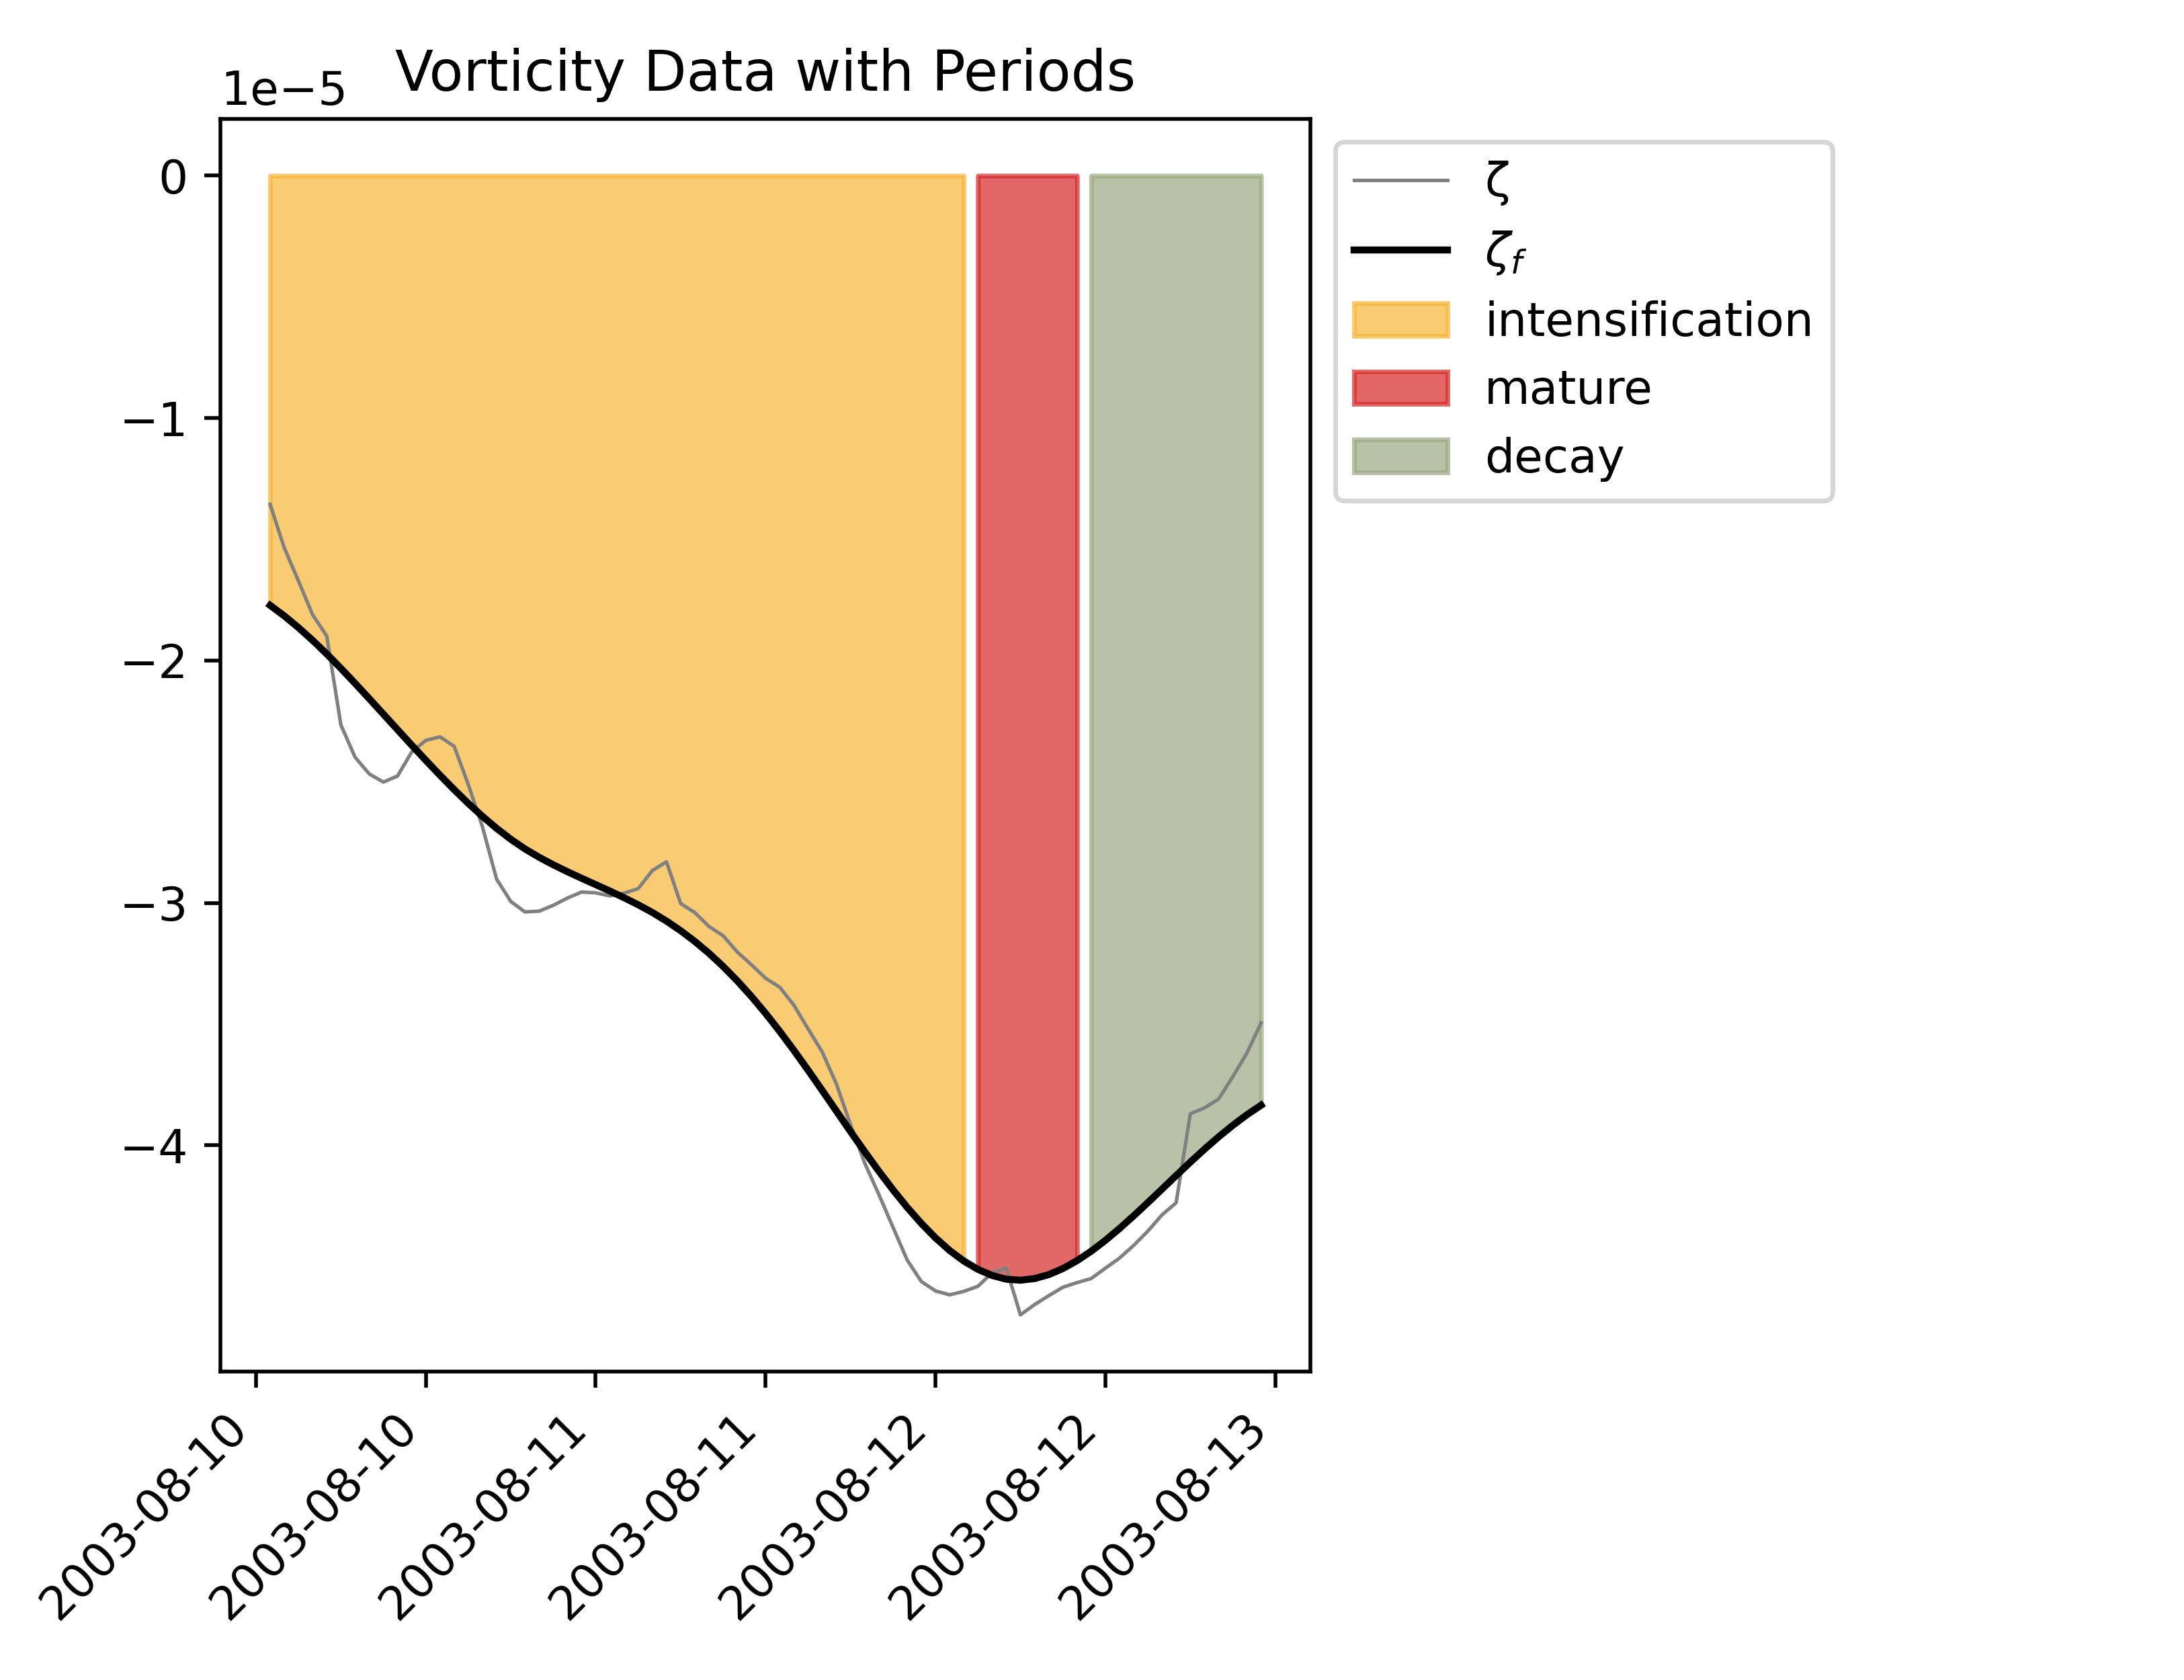 Vorticity Data with Periods
1e−5
0
−1
−2
−3
−4
ζ
ζf
intensification
mature
decay
2003-08-10
2003-08-10
2003-08-11
2003-08-11
2003-08-12
2003-08-12
2003-08-13